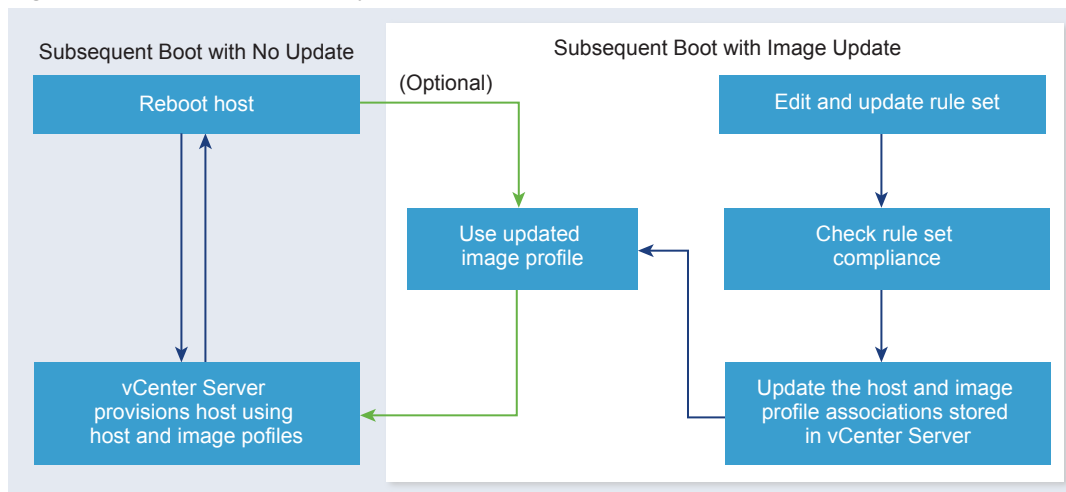 Subsequent Boot with No Update
Reboot host
vCenter Server
provisions host using
host and image pofiles
Subsequent Boot with Image Update
(Optional)
Use updated
image profile
Edit and update rule set
Check rule set
compliance
Update the host and image
profile associations stored
in vCenter Server